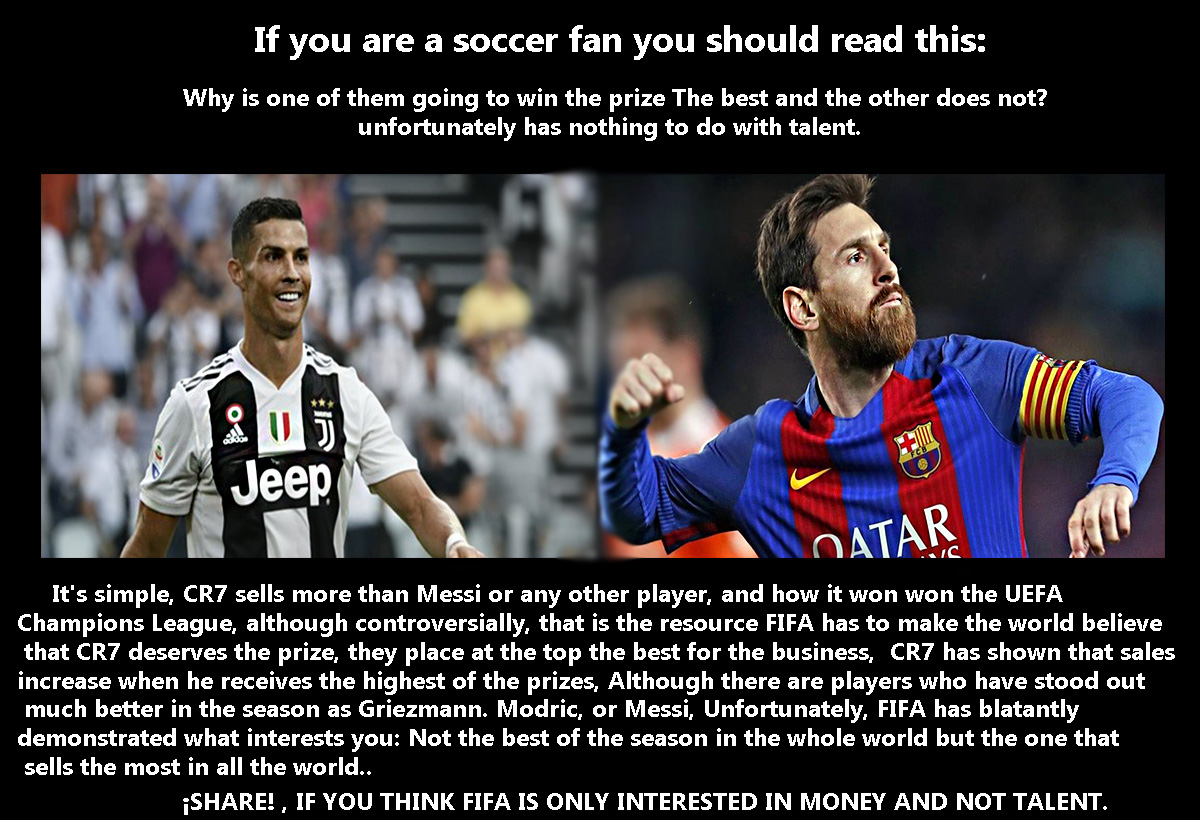 If you are a soccer fan you should read this:
Why is one of them going to win the prize The best and the other does not?
unfortunately has nothing to do with talent.
adidas
Jeep
FCB
QATAR
It's simple, CR7 sells more than Messi or any other player, and how it won won the UEFA
Champions League, although controversially, that is the resource FIFA has to make the world believe
that CR7 deserves the prize, they place at the top the best for the business,  CR7 has shown that sales
increase when he receives the highest of the prizes, Although there are players who have stood out
much better in the season as Griezmann. Modric, or Messi, Unfortunately, FIFA has blatantly
demonstrated what interests you: Not the best of the season in the whole world but the one that
sells the most in all the world..
¡SHARE! , IF YOU THINK FIFA IS ONLY INTERESTED IN MONEY AND NOT TALENT.